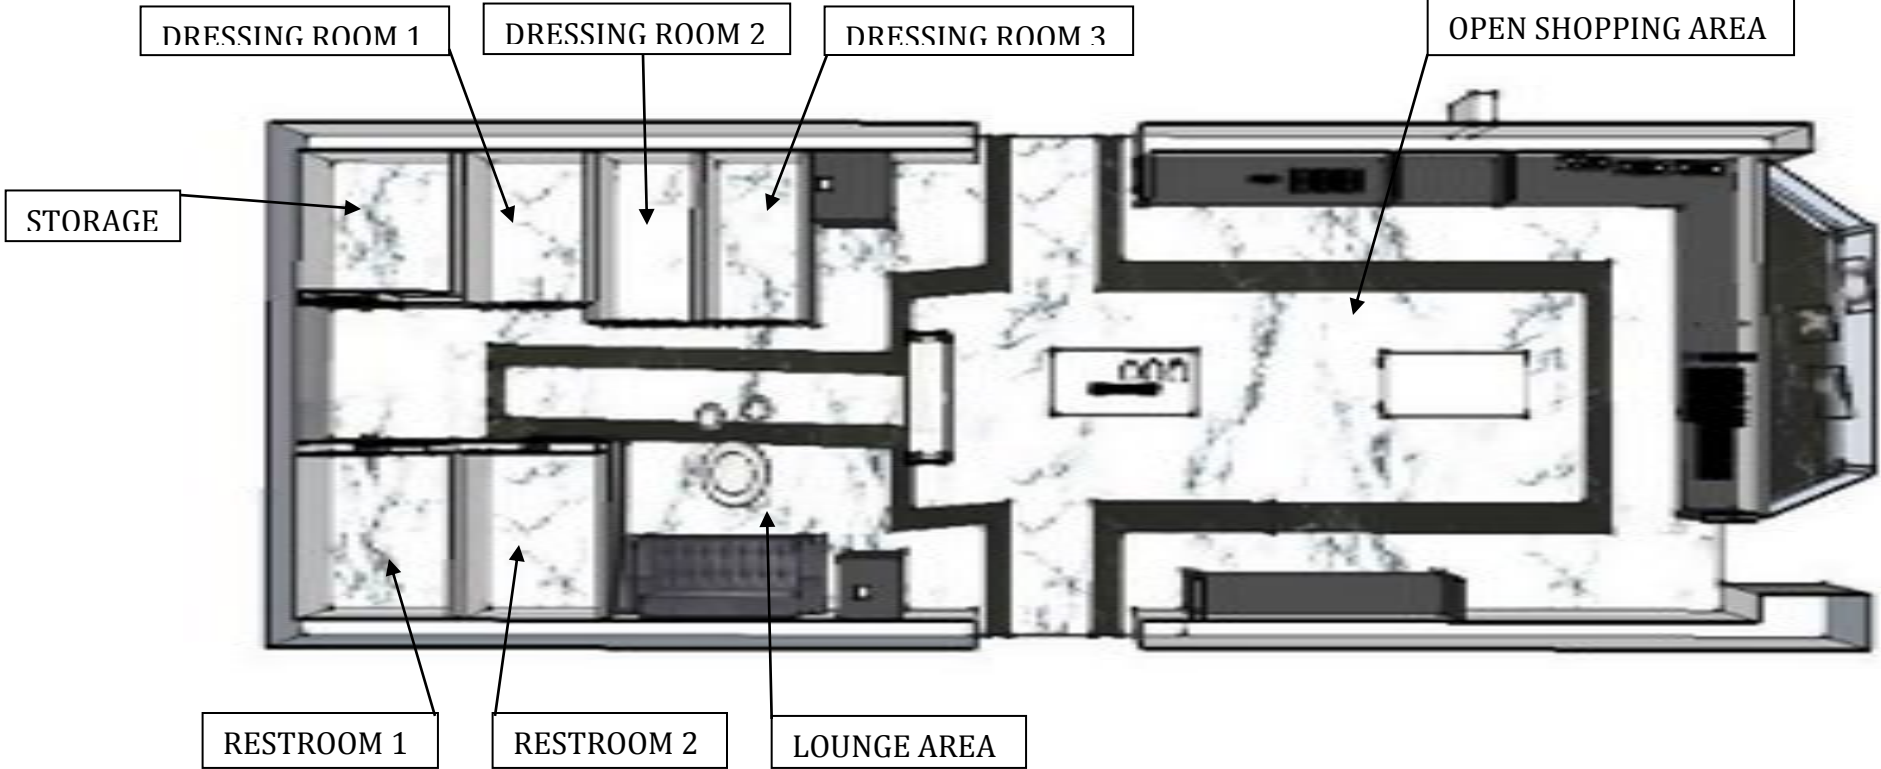 DRESSING ROOM 1
DRESSING ROOM 2
DRESSING ROOM 3
OPEN SHOPPING AREA
STORAGE
RESTROOM 1
RESTROOM 2
LOUNGE AREA